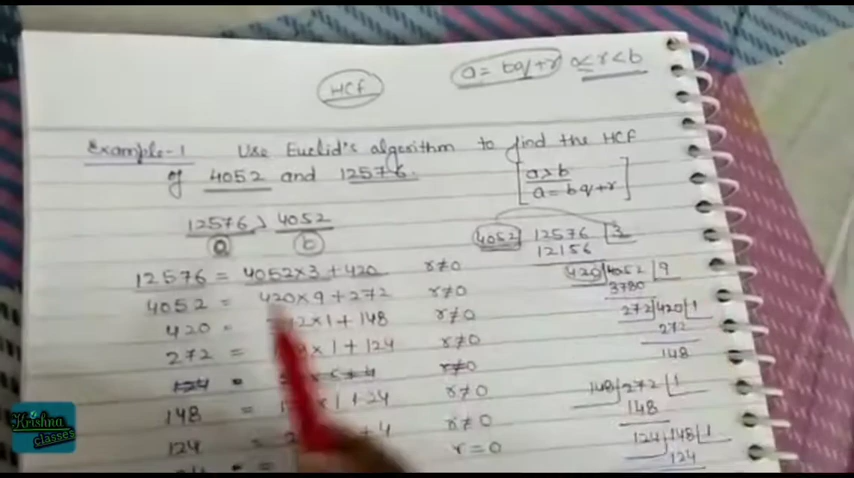 HCF
a = bq+r 0≤r<b
Example-1 Use Euclid's algorithm to find the HCF
of 4052 and 12576.
a>b
a = bq+r
12576 > 4052
a b
12576 = 4052×3+420 r≠0
4052 = 420×9+272 r≠0
420 = ×1+148 r≠0
272 = ×1+124 r≠0
148 = ×1+24 r≠0
124 = +4 r≠0
r=0
4052 12576 3
12156
420 4052 9
3780
272 420 1
272
148
148 272 1
148
124 148 1
124
Krishna
classes